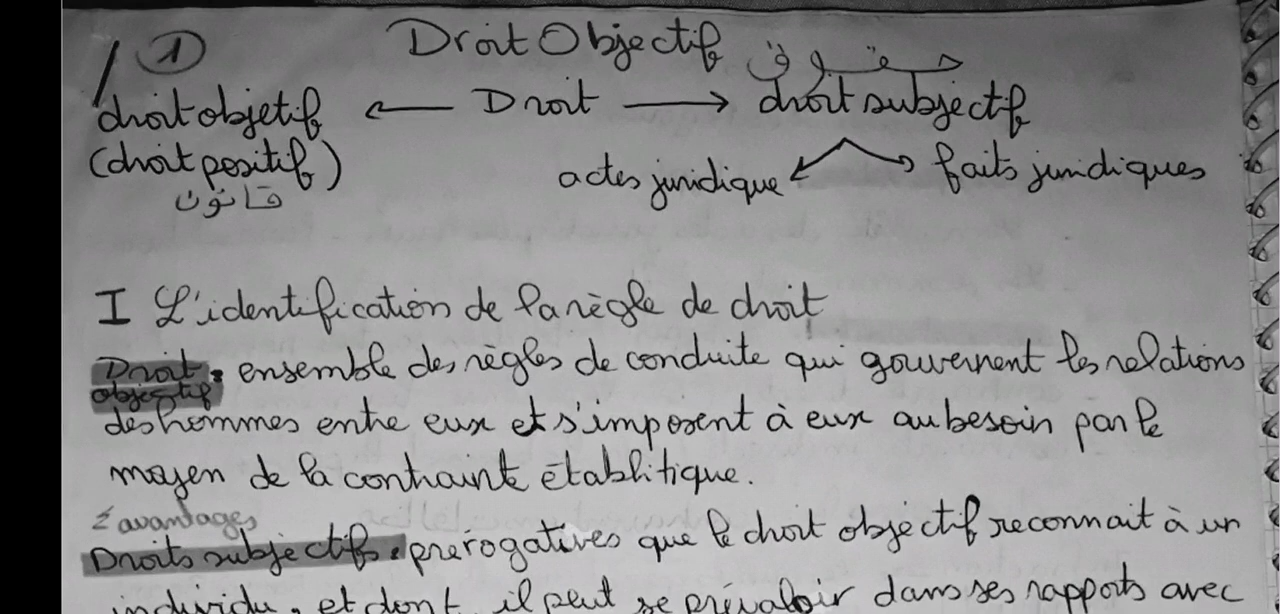 1 Droit Objectif
حقوق
droit objetif ← Droit → droit subjectif
(droit positif) actes juridique faits juridiques
قانون
I L'identification de la règle de droit
Droit objectif : ensemble des règles de conduite qui gouvernent les relations
des hommes entre eux et s'imposent à eux au besoin par le
moyen de la contrainte établitique.
avantages
Droits subjectifs : prérogatives que le droit objectif reconnait à un
individu, et dont il peut se prévaloir dans ses rapports avec